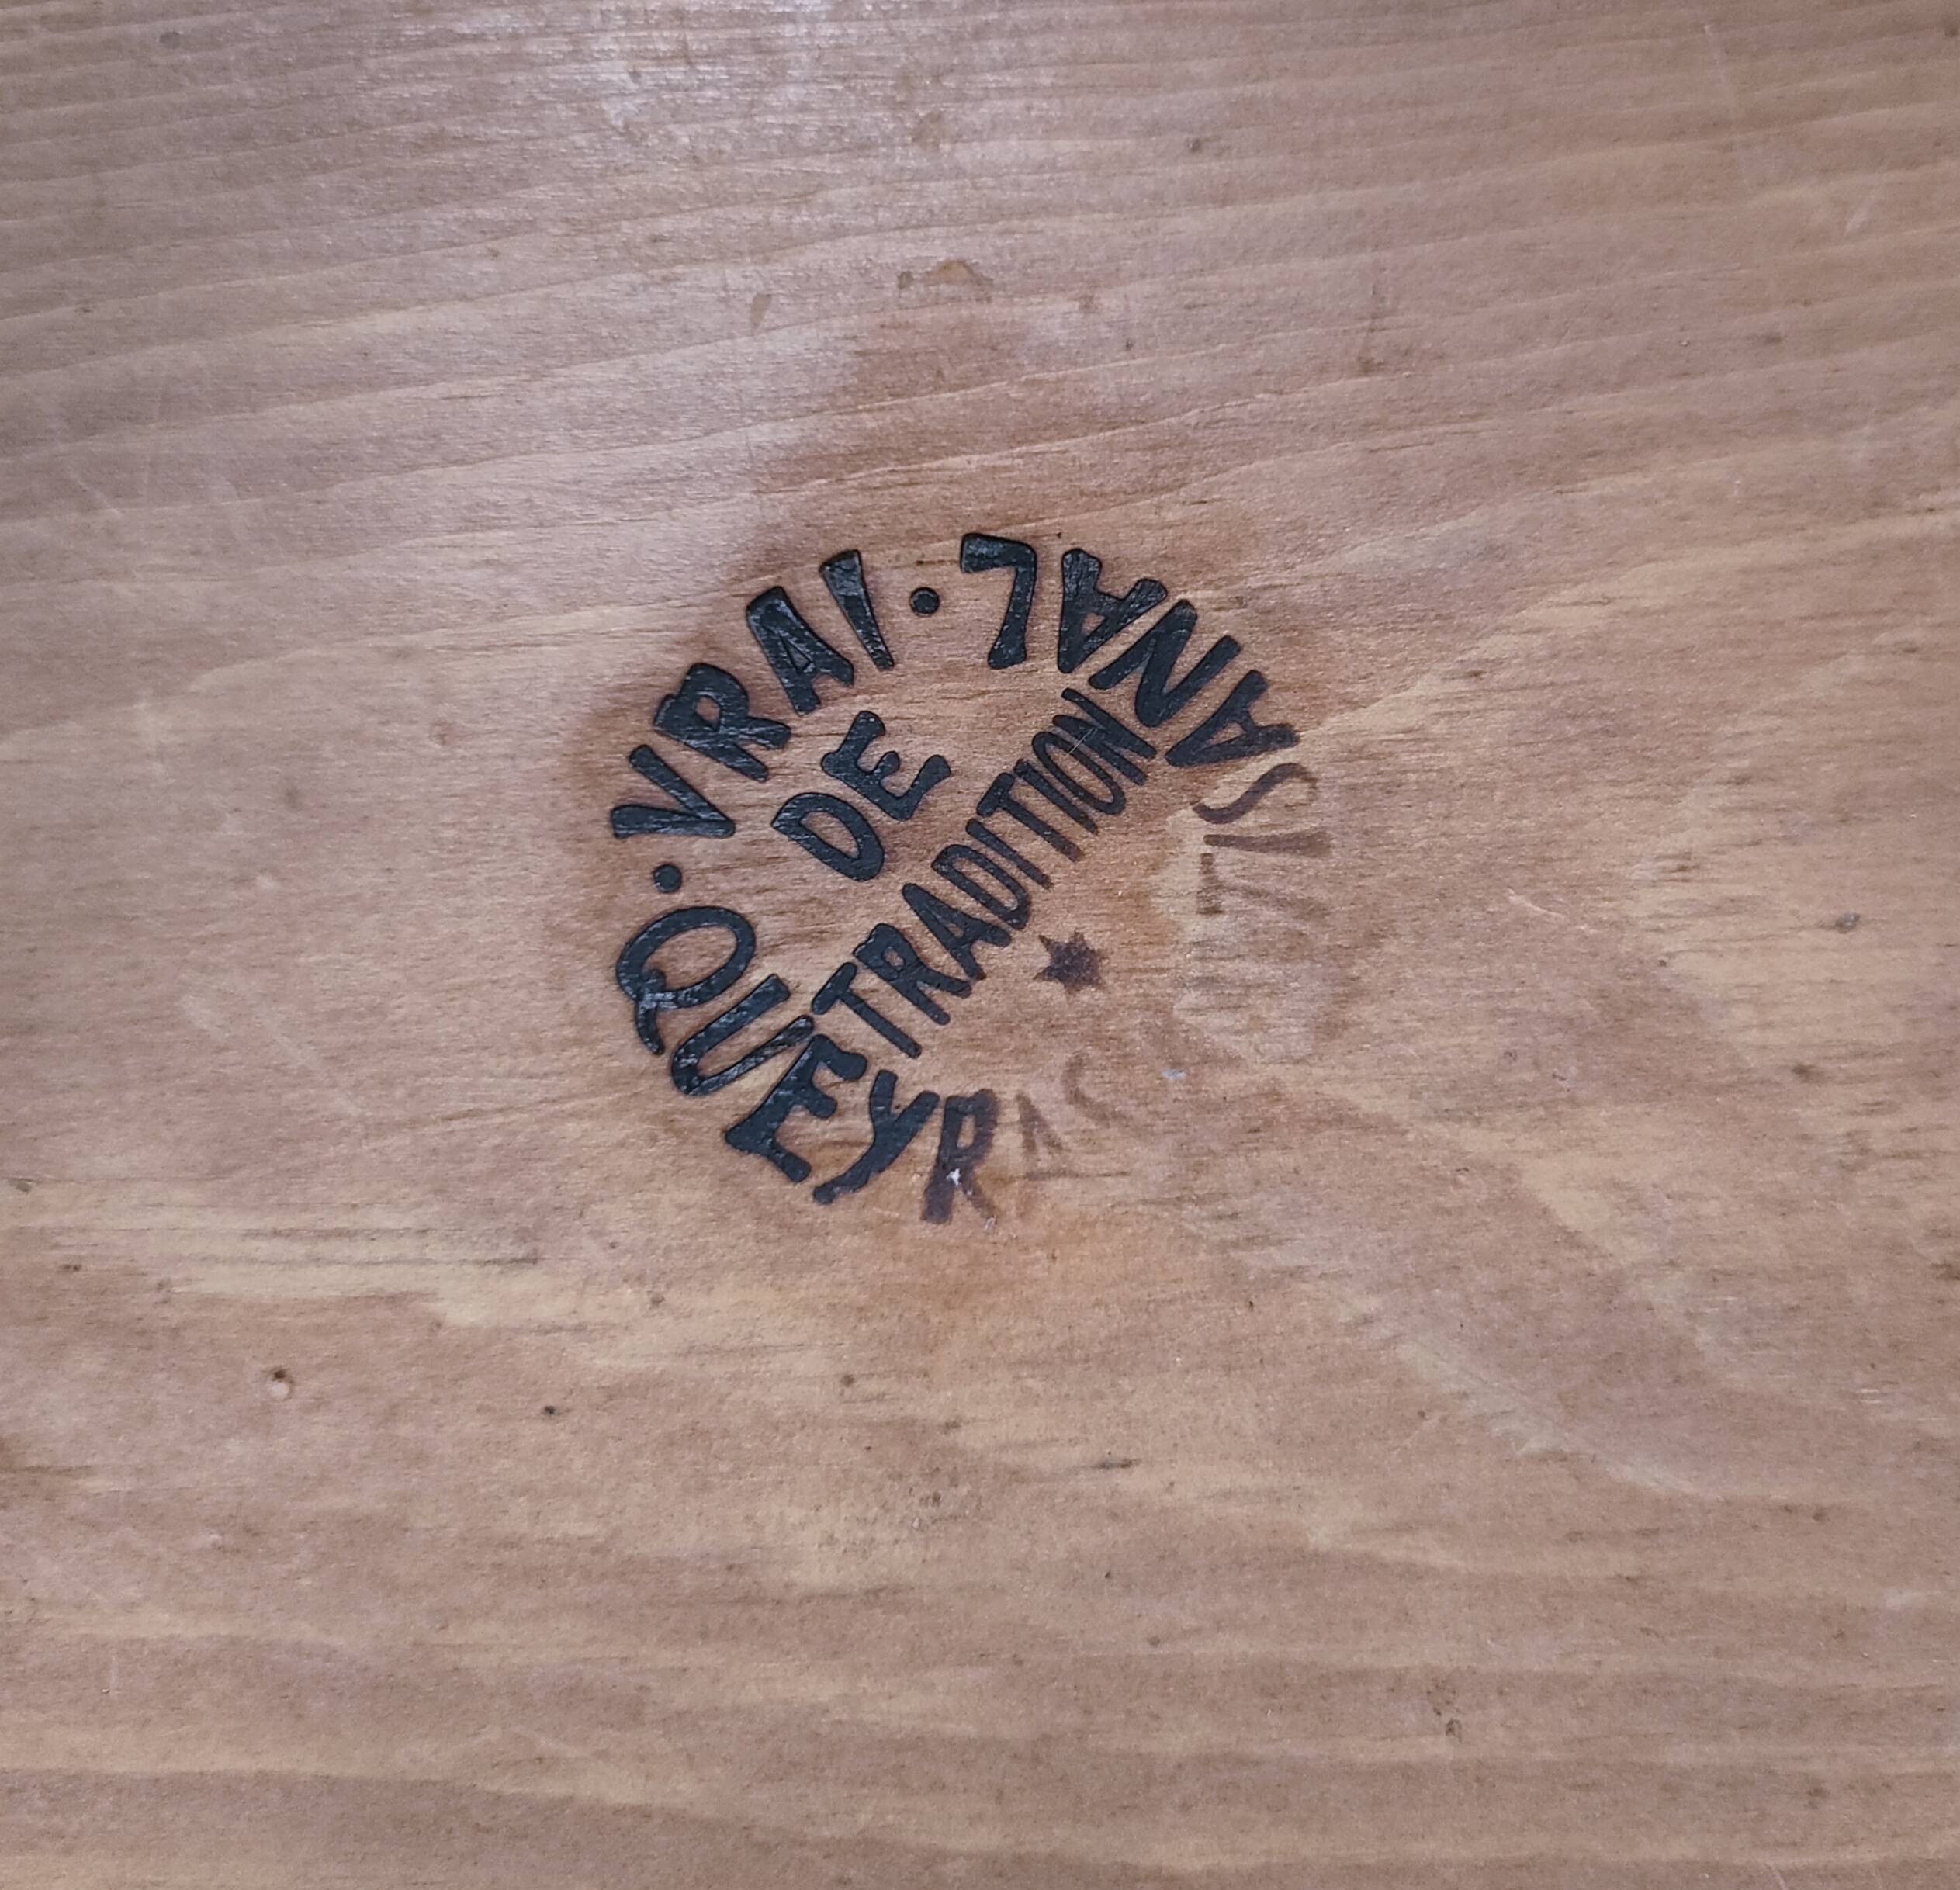 VRAI
DE
TRADITION
QUEYRAS
ARTISANAL